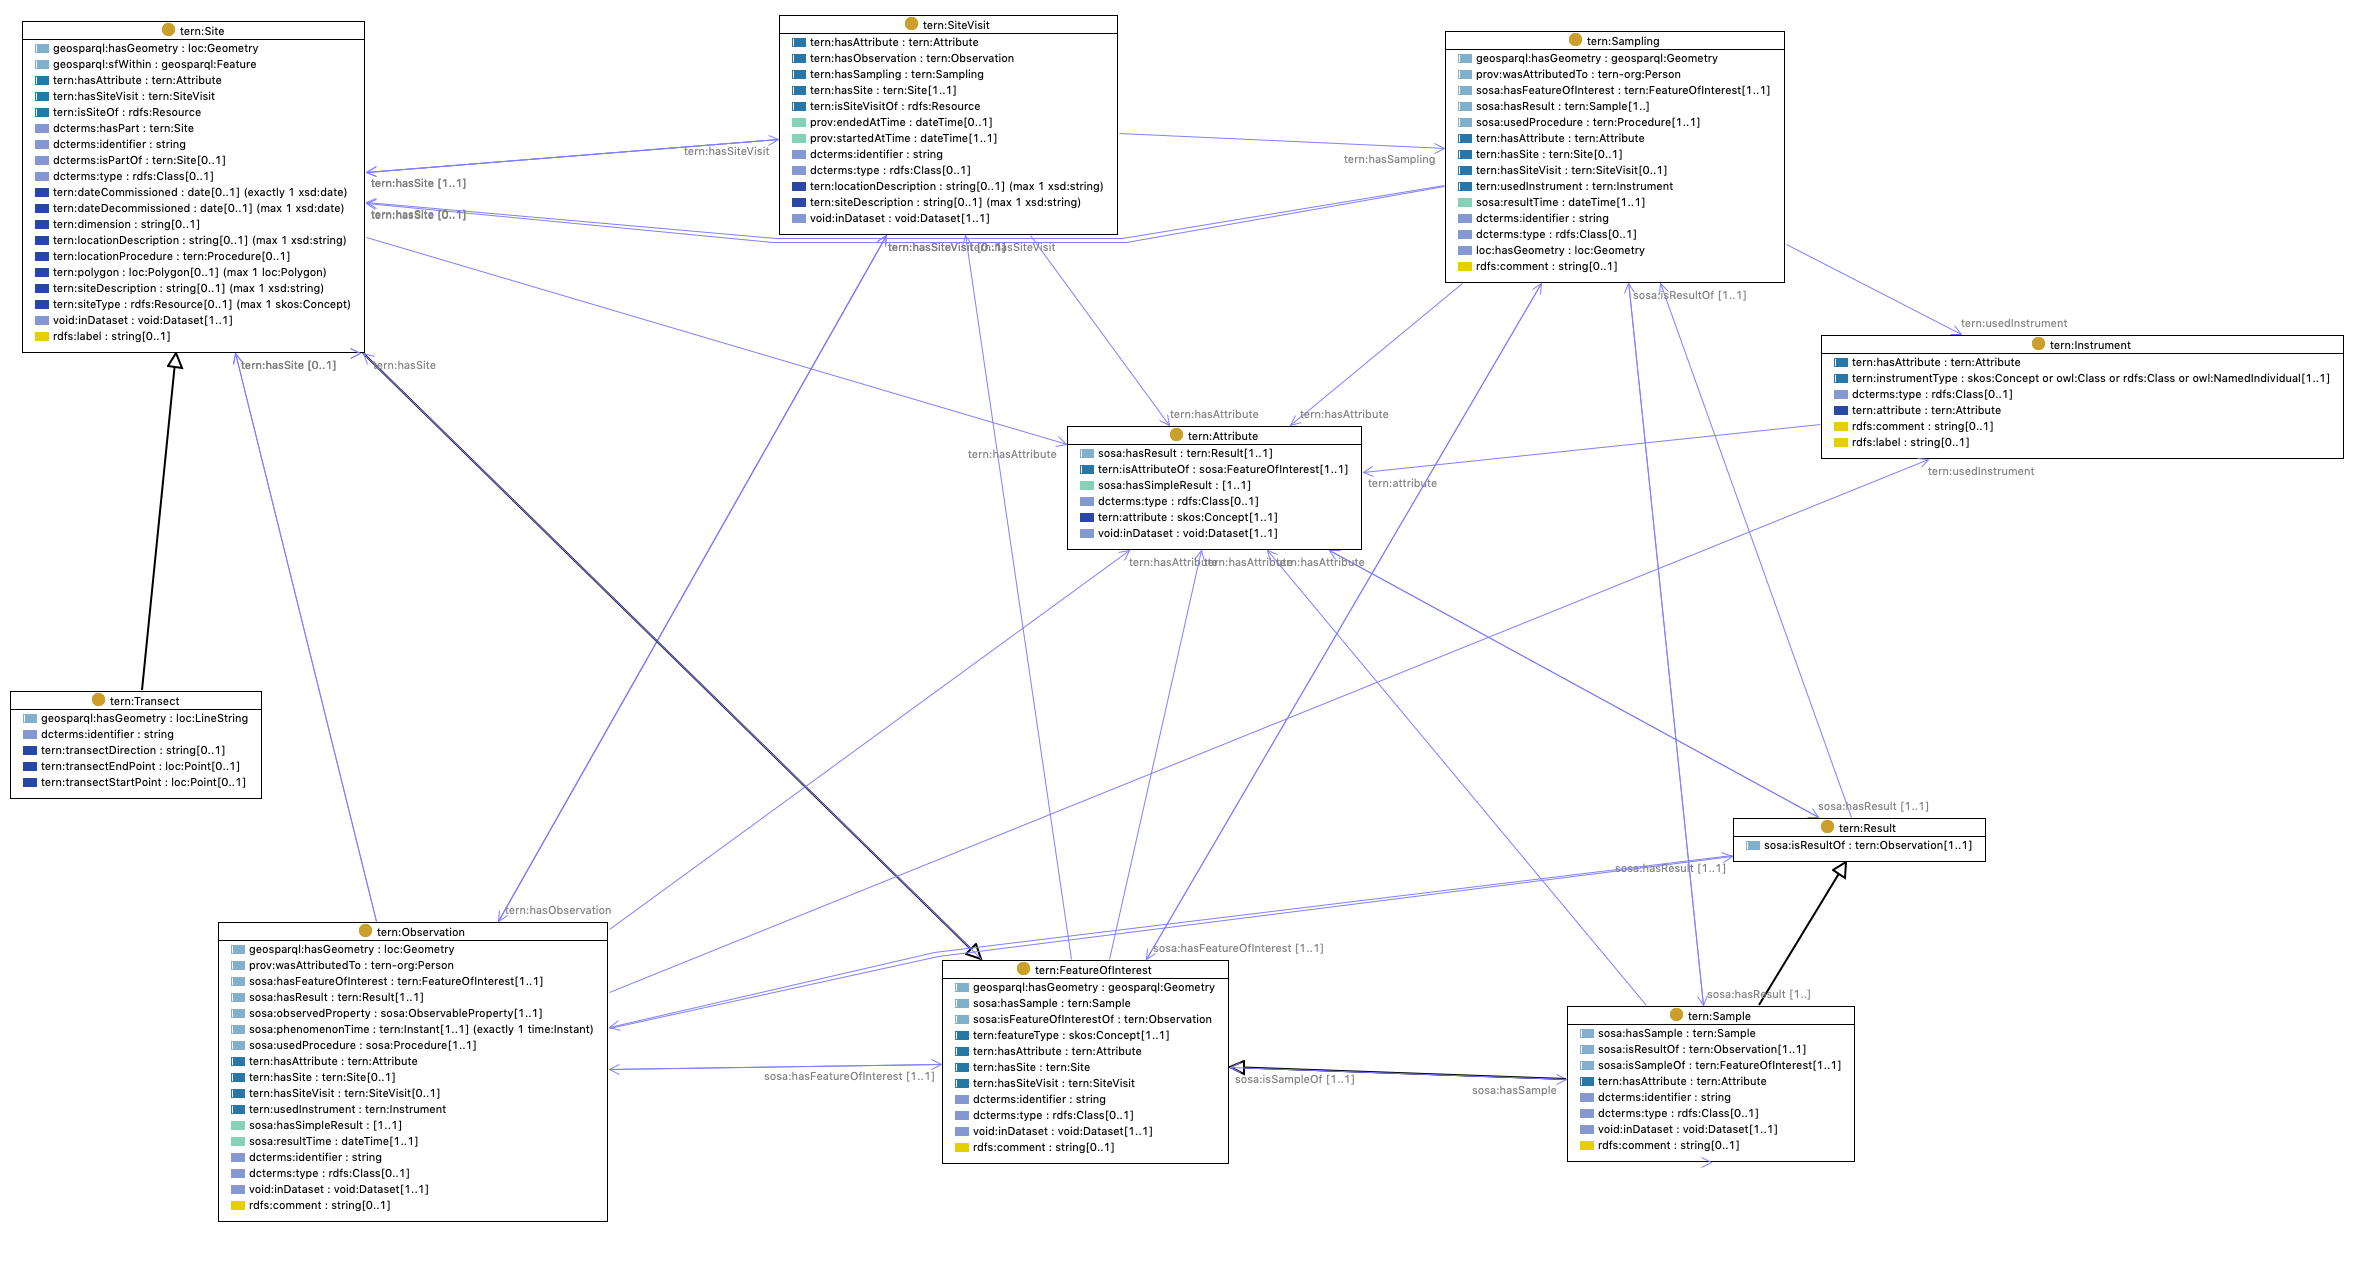 tern:Site
geosparql:hasGeometry : loc:Geometry
geosparql:sfWithin : geosparql:Feature
tern:hasAttribute : tern:Attribute
tern:hasSiteVisit : tern:SiteVisit
tern:isSiteOf : rdfs:Resource
dcterms:hasPart : tern:Site
dcterms:identifier : string
dcterms:isPartOf : tern:Site[0..1]
dcterms:type : rdfs:Class[0..1]
tern:dateCommissioned : date[0..1] (exactly 1 xsd:date)
tern:dateDecommissioned : date[0..1] (max 1 xsd:date)
tern:dimension : string[0..1]
tern:locationDescription : string[0..1] (max 1 xsd:string)
tern:locationProcedure : tern:Procedure[0..1]
tern:polygon : loc:Polygon[0..1] (max 1 loc:Polygon)
tern:siteDescription : string[0..1] (max 1 xsd:string)
tern:siteType : rdfs:Resource[0..1] (max 1 skos:Concept)
void:inDataset : void:Dataset[1..1]
rdfs:label : string[0..1]
tern:SiteVisit
tern:hasAttribute : tern:Attribute
tern:hasObservation : tern:Observation
tern:hasSampling : tern:Sampling
tern:hasSite : tern:Site[1..1]
tern:isSiteVisitOf : rdfs:Resource
prov:endedAtTime : dateTime[0..1]
prov:startedAtTime : dateTime[1..1]
dcterms:identifier : string
dcterms:type : rdfs:Class[0..1]
tern:locationDescription : string[0..1] (max 1 xsd:string)
tern:siteDescription : string[0..1] (max 1 xsd:string)
void:inDataset : void:Dataset[1..1]
tern:Sampling
geosparql:hasGeometry : geosparql:Geometry
prov:wasAttributedTo : tern-org:Person
sosa:hasFeatureOfInterest : tern:FeatureOfInterest[1..1]
sosa:hasResult : tern:Sample[1..]
sosa:usedProcedure : tern:Procedure[1..1]
tern:hasAttribute : tern:Attribute
tern:hasSite : tern:Site[0..1]
tern:hasSiteVisit : tern:SiteVisit[0..1]
tern:usedInstrument : tern:Instrument
sosa:resultTime : dateTime[1..1]
dcterms:identifier : string
dcterms:type : rdfs:Class[0..1]
loc:hasGeometry : loc:Geometry
rdfs:comment : string[0..1]
tern:hasSiteVisit
tern:hasSite [1..1]
tern:hasSite [0..1]
tern:hasSampling
tern:hasSiteVisit [0..1]
tern:hasSiteVisit
sosa:isResultOf [1..1]
tern:usedInstrument
tern:hasSite [0..1]
tern:hasSite
tern:Instrument
tern:hasAttribute : tern:Attribute
tern:instrumentType : skos:Concept or owl:Class or rdfs:Class or owl:NamedIndividual[1..1]
dcterms:type : rdfs:Class[0..1]
tern:attribute : tern:Attribute
rdfs:comment : string[0..1]
rdfs:label : string[0..1]
tern:hasAttribute
tern:hasAttribute
tern:hasAttribute
tern:Attribute
sosa:hasResult : tern:Result[1..1]
tern:isAttributeOf : sosa:FeatureOfInterest[1..1]
sosa:hasSimpleResult : [1..1]
dcterms:type : rdfs:Class[0..1]
tern:attribute : skos:Concept[1..1]
void:inDataset : void:Dataset[1..1]
tern:attribute
tern:usedInstrument
tern:hasAttribute
tern:hasAttribute
tern:hasAttribute
tern:Transect
geosparql:hasGeometry : loc:LineString
dcterms:identifier : string
tern:transectDirection : string[0..1]
tern:transectEndPoint : loc:Point[0..1]
tern:transectStartPoint : loc:Point[0..1]
sosa:hasResult [1..1]
tern:Result
sosa:isResultOf : tern:Observation[1..1]
sosa:hasResult [1..1]
tern:hasObservation
tern:Observation
geosparql:hasGeometry : loc:Geometry
prov:wasAttributedTo : tern-org:Person
sosa:hasFeatureOfInterest : tern:FeatureOfInterest[1..1]
sosa:hasResult : tern:Result[1..1]
sosa:observedProperty : sosa:ObservableProperty[1..1]
sosa:phenomenonTime : tern:Instant[1..1] (exactly 1 time:Instant)
sosa:usedProcedure : sosa:Procedure[1..1]
tern:hasAttribute : tern:Attribute
tern:hasSite : tern:Site[0..1]
tern:hasSiteVisit : tern:SiteVisit[0..1]
tern:usedInstrument : tern:Instrument
sosa:hasSimpleResult : [1..1]
sosa:resultTime : dateTime[1..1]
dcterms:identifier : string
dcterms:type : rdfs:Class[0..1]
void:inDataset : void:Dataset[1..1]
rdfs:comment : string[0..1]
sosa:hasFeatureOfInterest [1..1]
sosa:hasFeatureOfInterest [1..1]
tern:FeatureOfInterest
geosparql:hasGeometry : geosparql:Geometry
sosa:hasSample : tern:Sample
sosa:isFeatureOfInterestOf : tern:Observation
tern:featureType : skos:Concept[1..1]
tern:hasAttribute : tern:Attribute
tern:hasSite : tern:Site
tern:hasSiteVisit : tern:SiteVisit
dcterms:identifier : string
dcterms:type : rdfs:Class[0..1]
void:inDataset : void:Dataset[1..1]
rdfs:comment : string[0..1]
sosa:isSampleOf [1..1]
sosa:hasSample
sosa:hasResult [1..]
tern:Sample
sosa:hasSample : tern:Sample
sosa:isResultOf : tern:Observation[1..1]
sosa:isSampleOf : tern:FeatureOfInterest[1..1]
tern:hasAttribute : tern:Attribute
dcterms:identifier : string
dcterms:type : rdfs:Class[0..1]
void:inDataset : void:Dataset[1..1]
rdfs:comment : string[0..1]